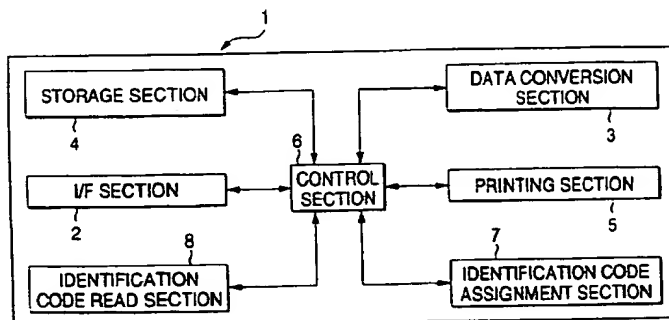 1
STORAGE SECTION
4
DATA CONVERSION
SECTION
3
6
CONTROL
SECTION
I/F SECTION
2
PRINTING SECTION
5
8
IDENTIFICATION
CODE READ SECTION
7
IDENTIFICATION CODE
ASSIGNMENT SECTION